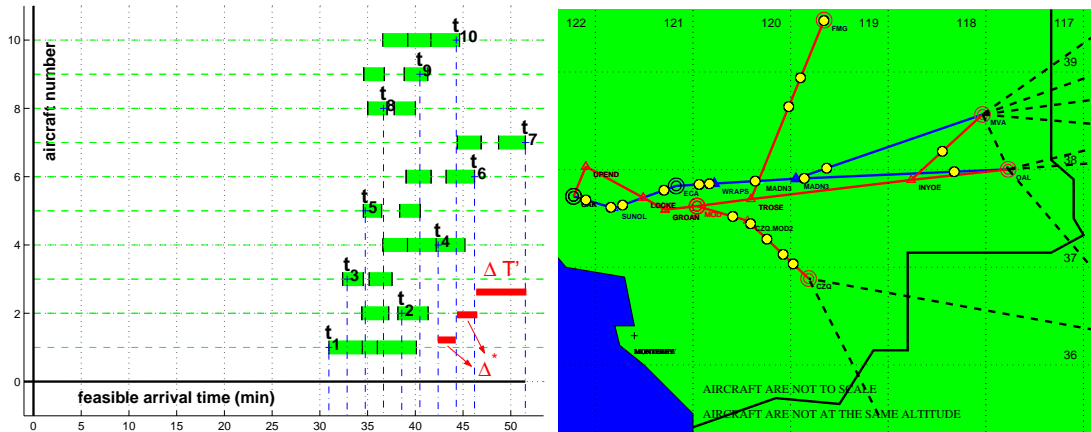 t10
t9
t8
t7
t6
t5
t4
t3
t2
t1
Δ T'
Δ*
aircraft number
10
8
6
4
2
0
0
5
10
15
20
25
30
35
40
45
50
feasible arrival time (min)
122
121
120
119
118
117
39
38
37
36
FMG
MVA
OAL
INYOE
MADN3
MADN3
WRAPS
ECA
OPEND
OAK
SUNOL
LOCKE
GROAN
MOD
TROSE
CZQ.MOD2
CZQ
MONTEREY
AIRCRAFT ARE NOT TO SCALE
AIRCRAFT ARE NOT AT THE SAME ALTITUDE